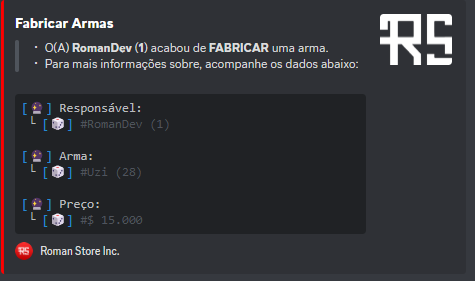 Fabricar Armas
RS
• O(A) RomanDev (1) acabou de FABRICAR uma arma.
• Para mais informações sobre, acompanhe os dados abaixo:
[🔮] Responsável:
└ [🎲] #RomanDev (1)
[🔮] Arma:
└ [🎲] #Uzi (28)
[🔮] Preço:
└ [🎲] #$ 15.000
RS Roman Store Inc.